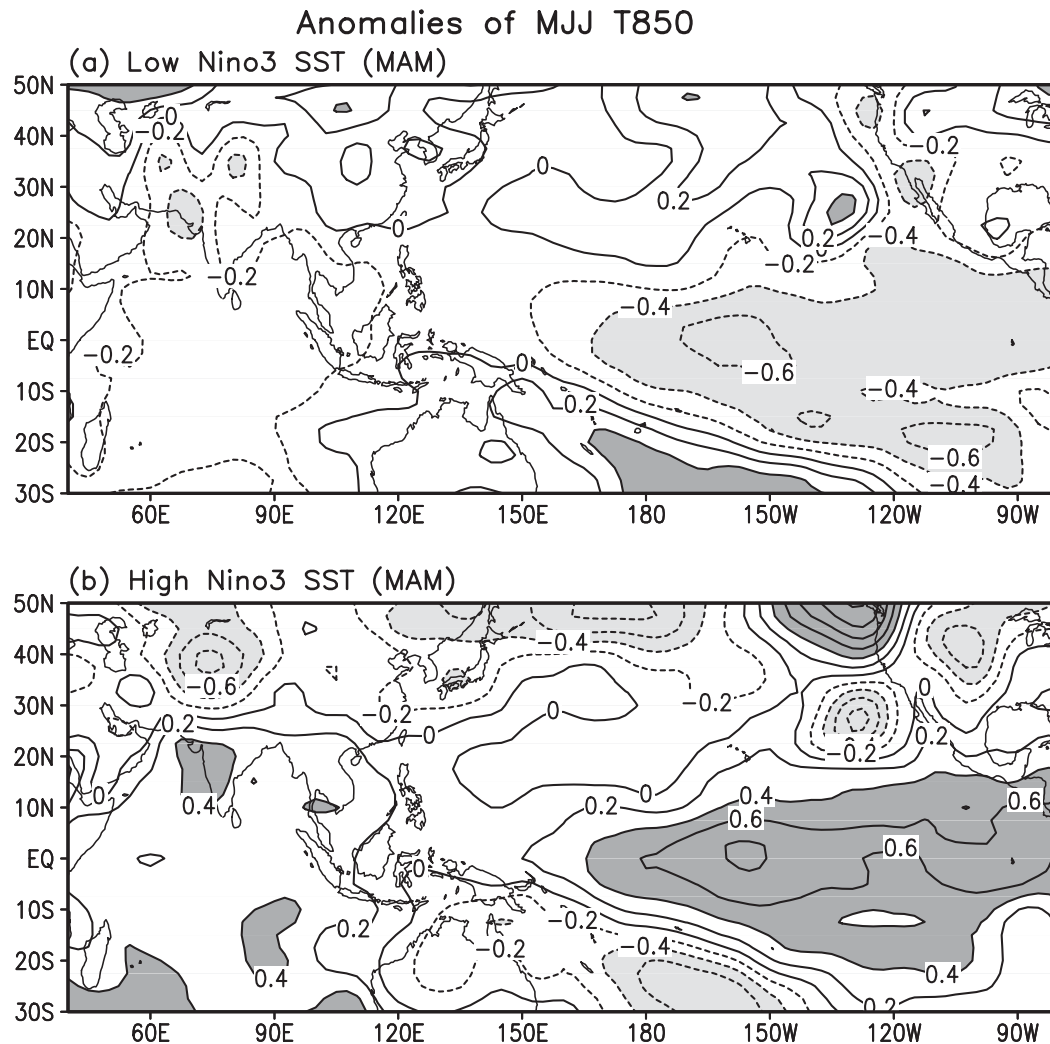 Anomalies of MJJ T850
(a) Low Nino3 SST (MAM)
50N
0
−0.2
40N
−0.2
0
30N
0.2
0
20N
0.2
−0.4
−0.2
−0.2
10N
−0.4
EQ
−0.2
0
−0.6
10S
−0.4
0.2
20S
−0.6
−0.4
30S
60E 90E 120E 150E 180 150W 120W 90W
(b) High Nino3 SST (MAM)
50N
−0.4
40N
−0.6
0
30N
−0.2
0
−0.2
0.2
0
0.2
−0.2
20N
0
0
0.4
0.6
10N
0.4
0.2
0.6
0.6
EQ
0
10S
0.2
−0.2
−0.2
−0.4
20S
0.4
0.4
0.2
30S
60E 90E 120E 150E 180 150W 120W 90W